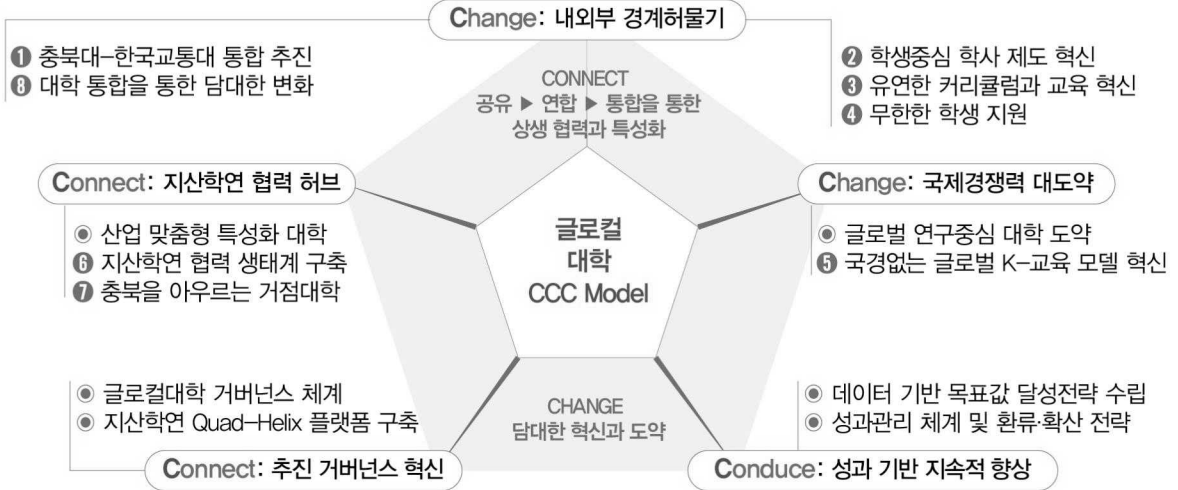 Change: 내외부 경계허물기
❶ 충북대-한국교통대 통합 추진
❽ 대학 통합을 통한 담대한 변화
❷ 학생중심 학사 제도 혁신
❸ 유연한 커리큘럼과 교육 혁신
❹ 무한한 학생 지원
CONNECT
공유 ▶ 연합 ▶ 통합을 통한
상생 협력과 특성화
Connect: 지산학연 협력 허브
◉ 산업 맞춤형 특성화 대학
❻ 지산학연 협력 생태계 구축
❼ 충북을 아우르는 거점대학
글로컬
대학
CCC Model
Change: 국제경쟁력 대도약
◉ 글로벌 연구중심 대학 도약
❺ 국경없는 글로벌 K-교육 모델 혁신
◉ 글로컬대학 거버넌스 체계
◉ 지산학연 Quad-Helix 플랫폼 구축
Connect: 추진 거버넌스 혁신
CHANGE
담대한 혁신과 도약
◉ 데이터 기반 목표값 달성전략 수립
◉ 성과관리 체계 및 환류·확산 전략
Conduce: 성과 기반 지속적 향상